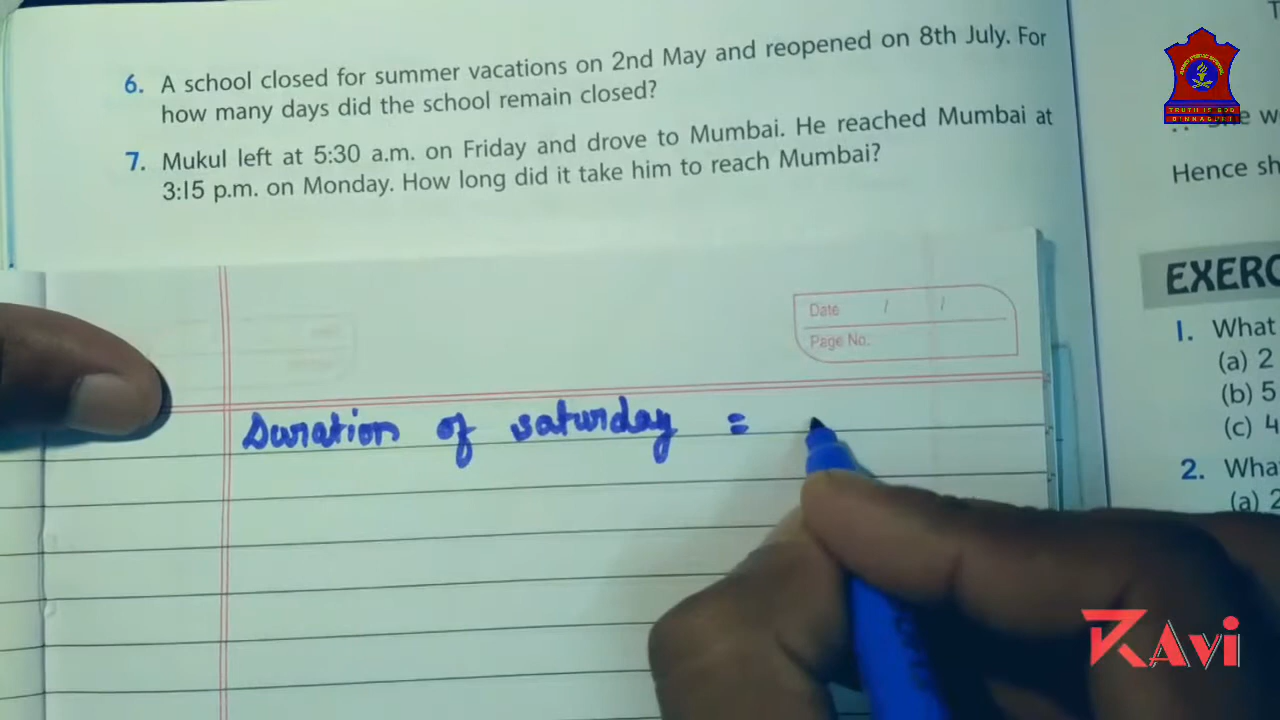 6. A school closed for summer vacations on 2nd May and reopened on 8th July. For
how many days did the school remain closed?
7. Mukul left at 5:30 a.m. on Friday and drove to Mumbai. He reached Mumbai at
3:15 p.m. on Monday. How long did it take him to reach Mumbai?
Date / /
Page No.
Duration of saturday =
TRUTH IS GOD
Hence sh
EXERC
1. What
(a) 2
(b) 5
(c) 4
2. Wha
(a) 2
RAvi